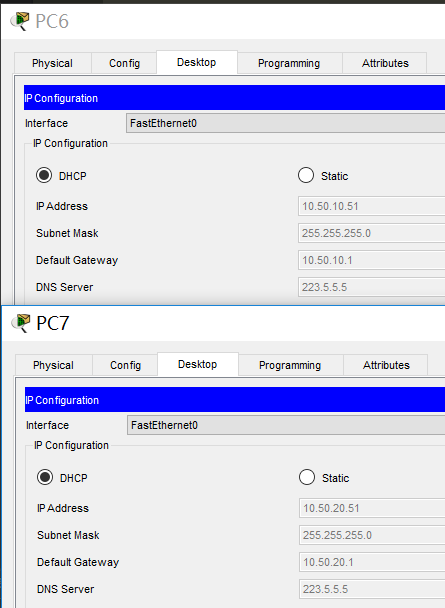 PC6
Physical Config Desktop Programming Attributes
IP Configuration
Interface FastEthernet0
IP Configuration
DHCP Static
IP Address 10.50.10.51
Subnet Mask 255.255.255.0
Default Gateway 10.50.10.1
DNS Server 223.5.5.5
PC7
Physical Config Desktop Programming Attributes
IP Configuration
Interface FastEthernet0
IP Configuration
DHCP Static
IP Address 10.50.20.51
Subnet Mask 255.255.255.0
Default Gateway 10.50.20.1
DNS Server 223.5.5.5